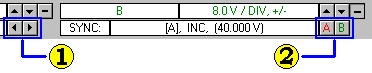 B 8.0 V / DIV, +/-
SYNC: [A], INC, (40.000 V) A B
1 2